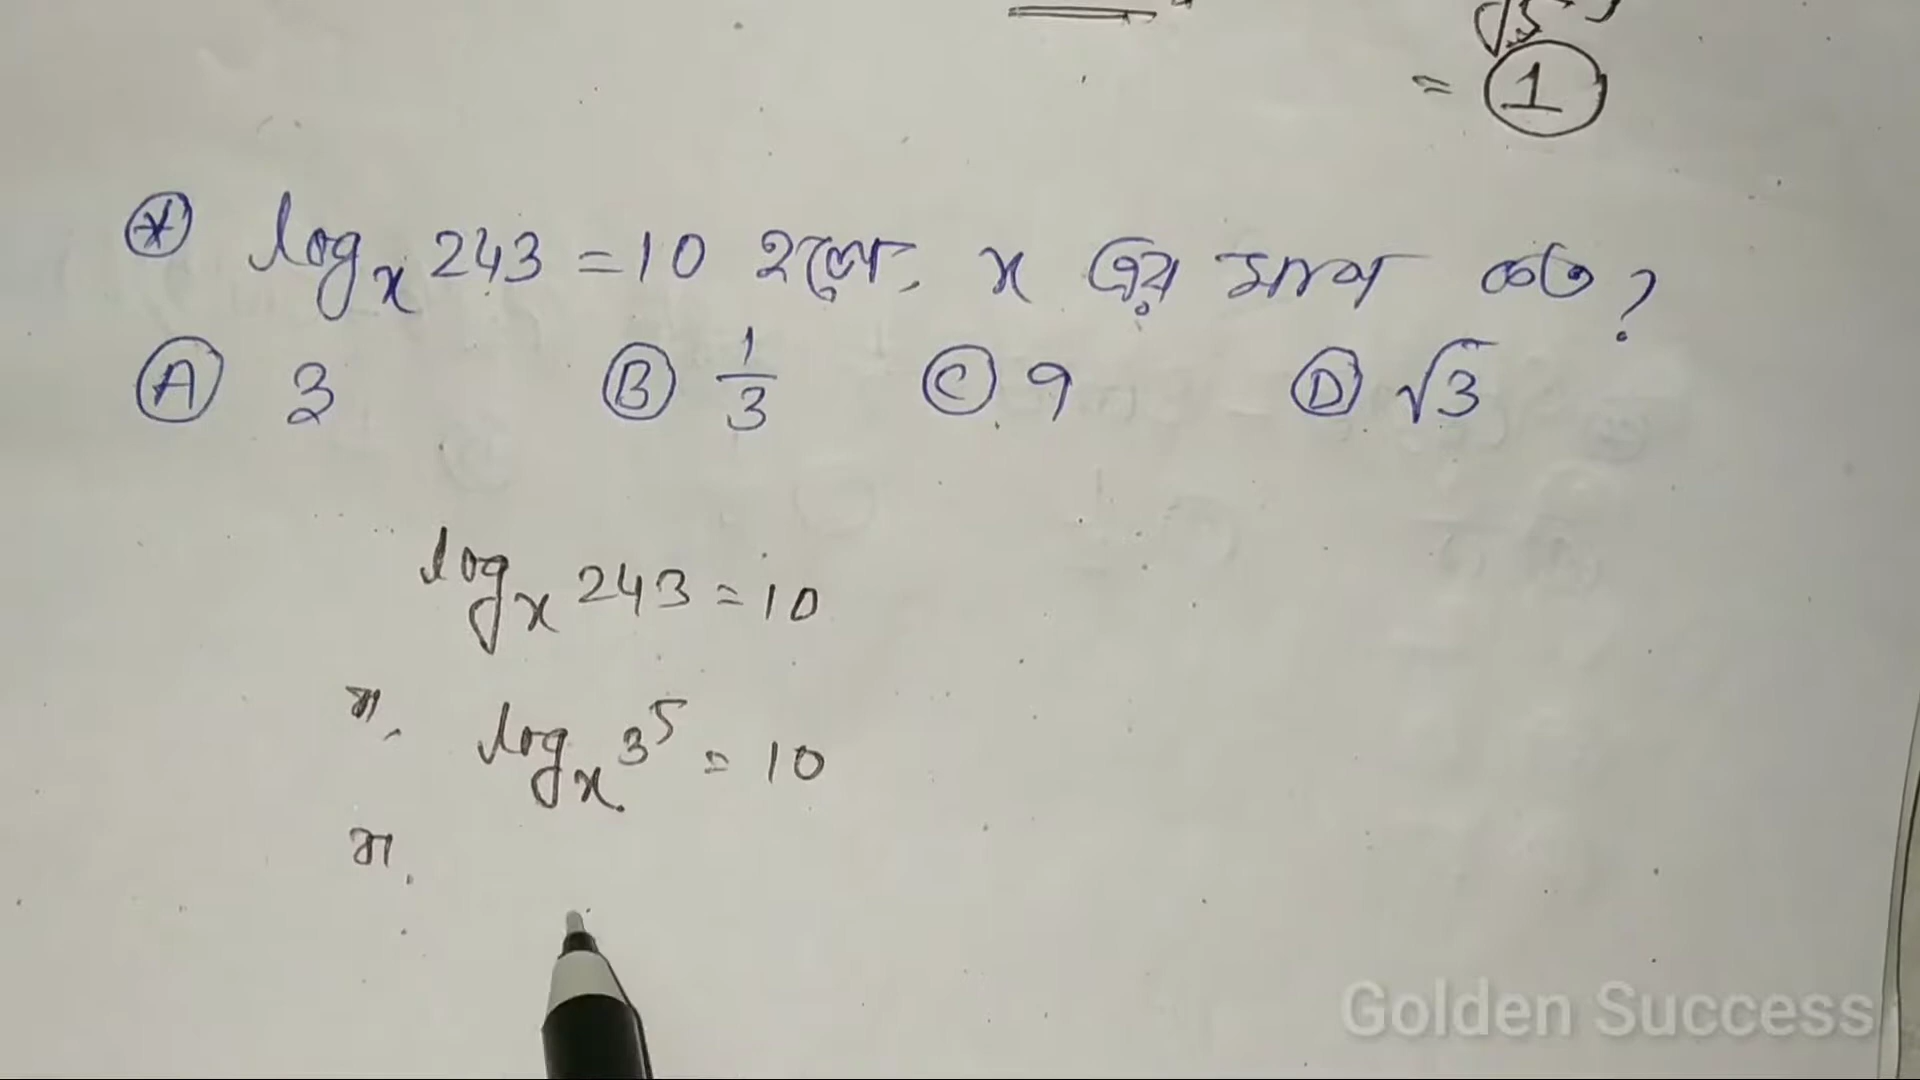 √5
= 1
* log_x 243 = 10 হলে, x এর মান কত ?
A 3 B 1/3 C 9 D √3
log_x 243 = 10
বা, log_x 3^5 = 10
বা,
Golden Success